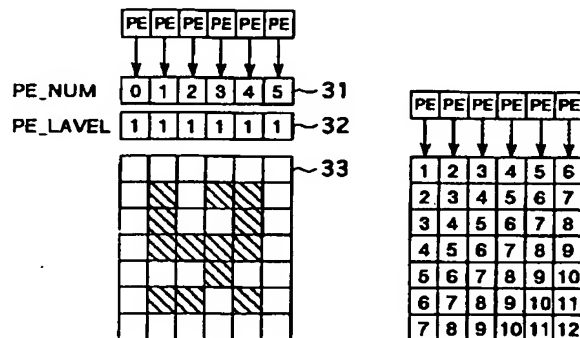 PE PE PE PE PE PE
PE_NUM 0 1 2 3 4 5 31
PE_LAVEL 1 1 1 1 1 1 32
33
PE PE PE PE PE PE
1 2 3 4 5 6
2 3 4 5 6 7
3 4 5 6 7 8
4 5 6 7 8 9
5 6 7 8 9 10
6 7 8 9 10 11
7 8 9 10 11 12